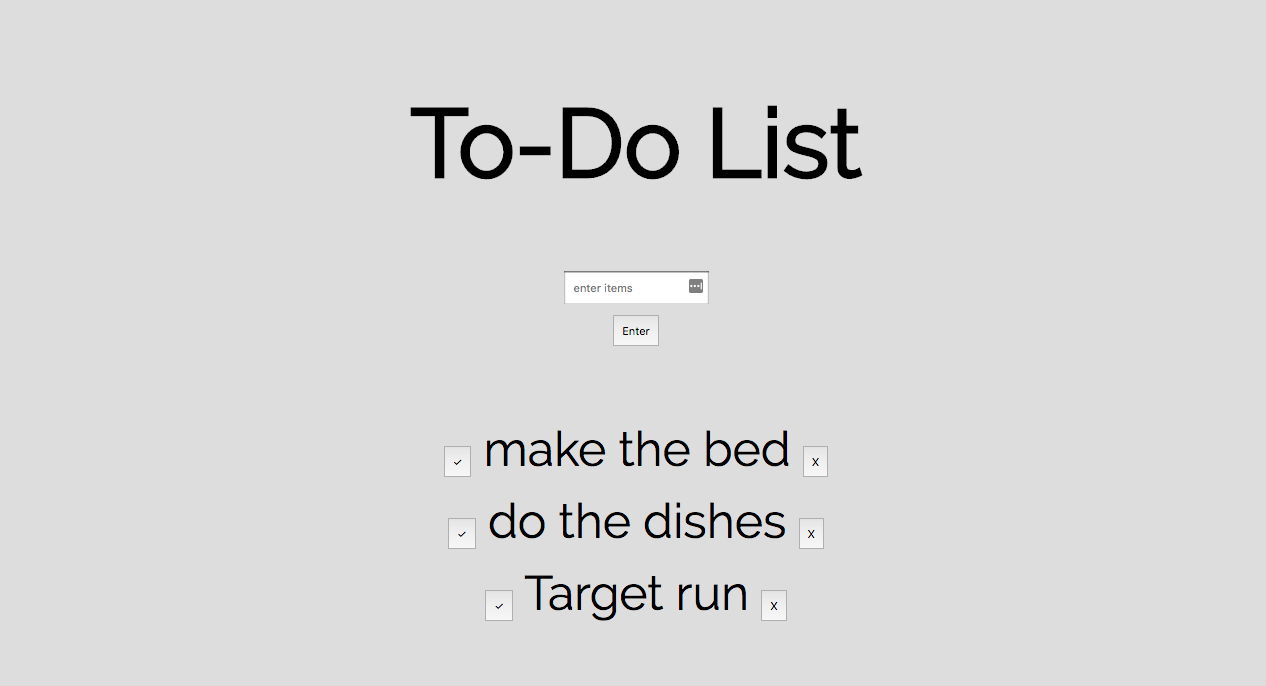 To-Do List
enter items
Enter
✓ make the bed X
✓ do the dishes X
✓ Target run X